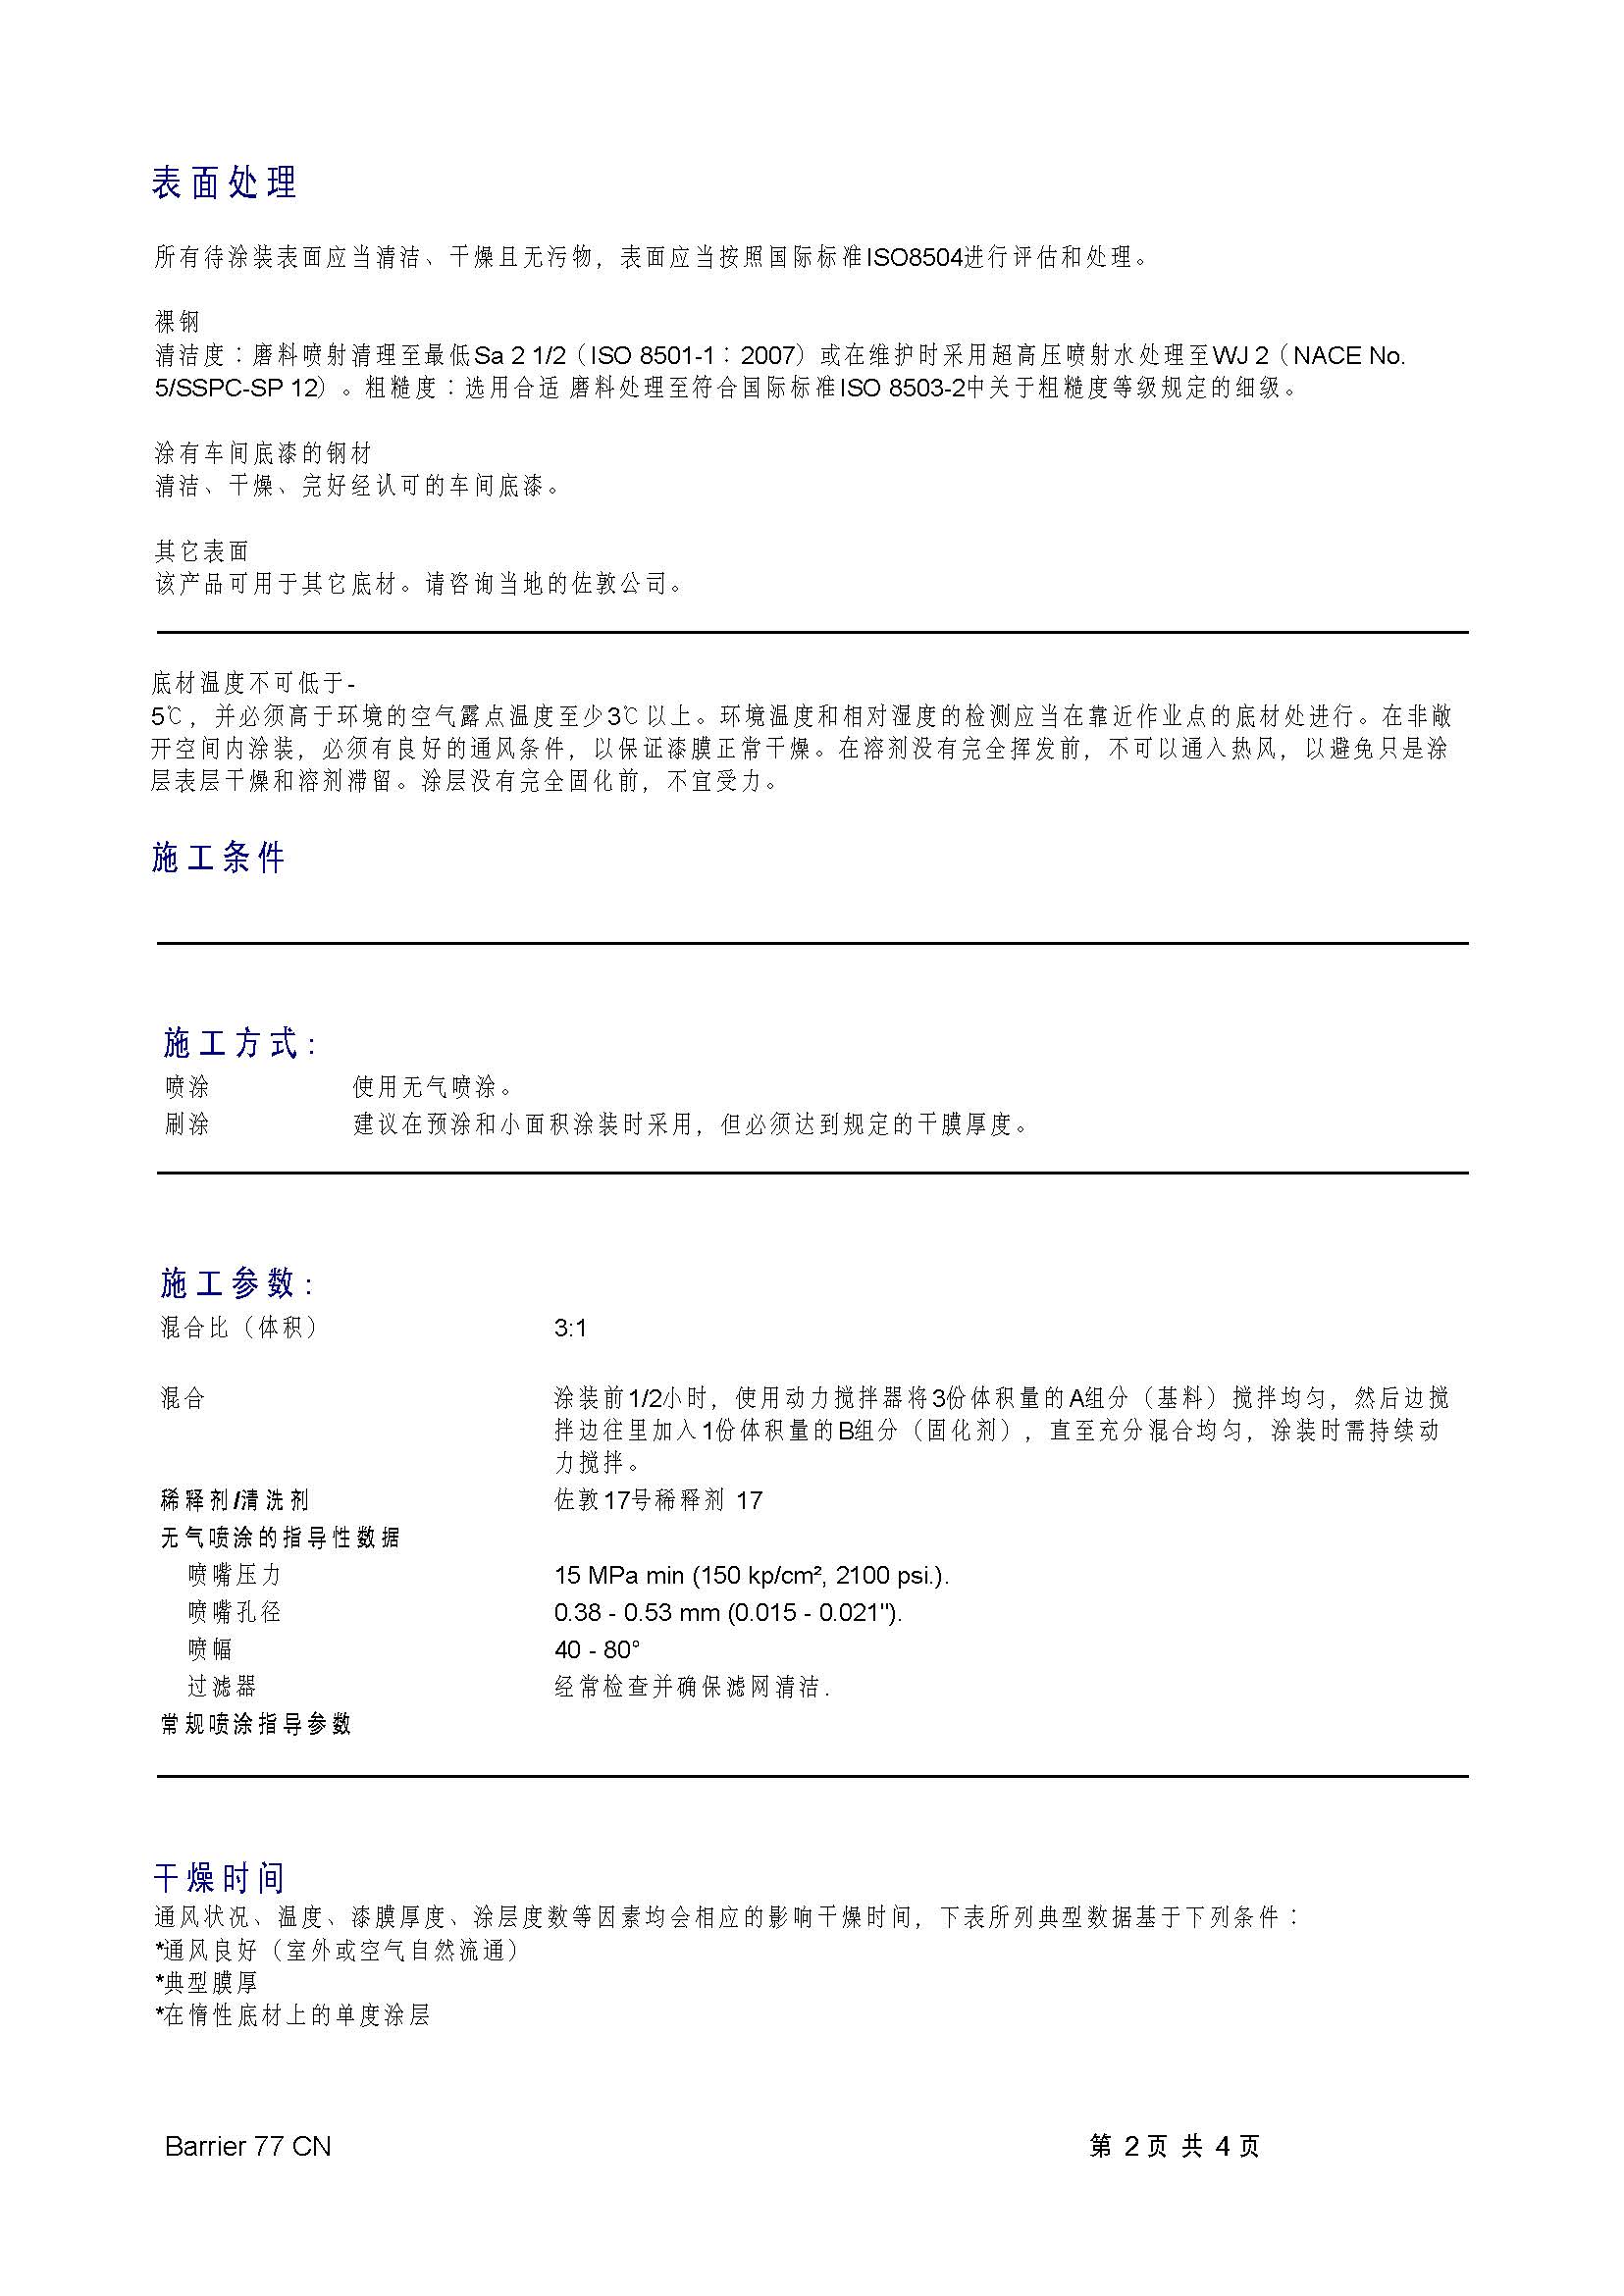 表面处理
所有待涂装表面应当清洁、干燥且无污物，表面应当按照国际标准ISO8504进行评估和处理。
裸钢
清洁度：磨料喷射清理至最低Sa 2 1/2（ISO 8501-1：2007）或在维护时采用超高压喷射水处理至WJ 2（NACE No.
5/SSPC-SP 12）。粗糙度：选用合适 磨料处理至符合国际标准ISO 8503-2中关于粗糙度等级规定的细级。
涂有车间底漆的钢材
清洁、干燥、完好经认可的车间底漆。
其它表面
该产品可用于其它底材。请咨询当地的佐敦公司。
底材温度不可低于-
5℃，并必须高于环境的空气露点温度至少3℃以上。环境温度和相对湿度的检测应当在靠近作业点的底材处进行。在非敞
开空间内涂装，必须有良好的通风条件，以保证漆膜正常干燥。在溶剂没有完全挥发前，不可以通入热风，以避免只是涂
层表层干燥和溶剂滞留。涂层没有完全固化前，不宜受力。
施工条件
施工方式：
喷涂 使用无气喷涂。
刷涂 建议在预涂和小面积涂装时采用，但必须达到规定的干膜厚度。
施工参数：
混合比（体积） 3:1
混合 涂装前1/2小时，使用动力搅拌器将3份体积量的A组分（基料）搅拌均匀，然后边搅
拌边往里加入1份体积量的B组分（固化剂），直至充分混合均匀，涂装时需持续动
力搅拌。
稀释剂/清洗剂 佐敦17号稀释剂 17
无气喷涂的指导性数据
喷嘴压力 15 MPa min (150 kp/cm², 2100 psi.).
喷嘴孔径 0.38 - 0.53 mm (0.015 - 0.021").
喷幅 40 - 80°
过滤器 经常检查并确保滤网清洁.
常规喷涂指导参数
干燥时间
通风状况、温度、漆膜厚度、涂层度数等因素均会相应的影响干燥时间，下表所列典型数据基于下列条件：
*通风良好（室外或空气自然流通）
*典型膜厚
*在惰性底材上的单度涂层
Barrier 77 CN 第 2 页 共 4 页